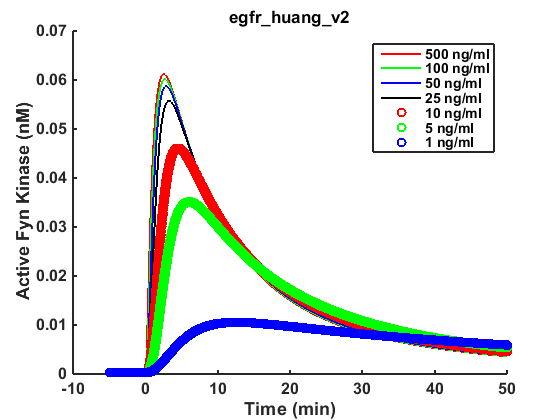 egfr_huang_v2
0.07
0.06
0.05
0.04
0.03
0.02
0.01
0
Active Fyn Kinase (nM)
500 ng/ml
100 ng/ml
50 ng/ml
25 ng/ml
10 ng/ml
5 ng/ml
1 ng/ml
-10 0 10 20 30 40 50
Time (min)